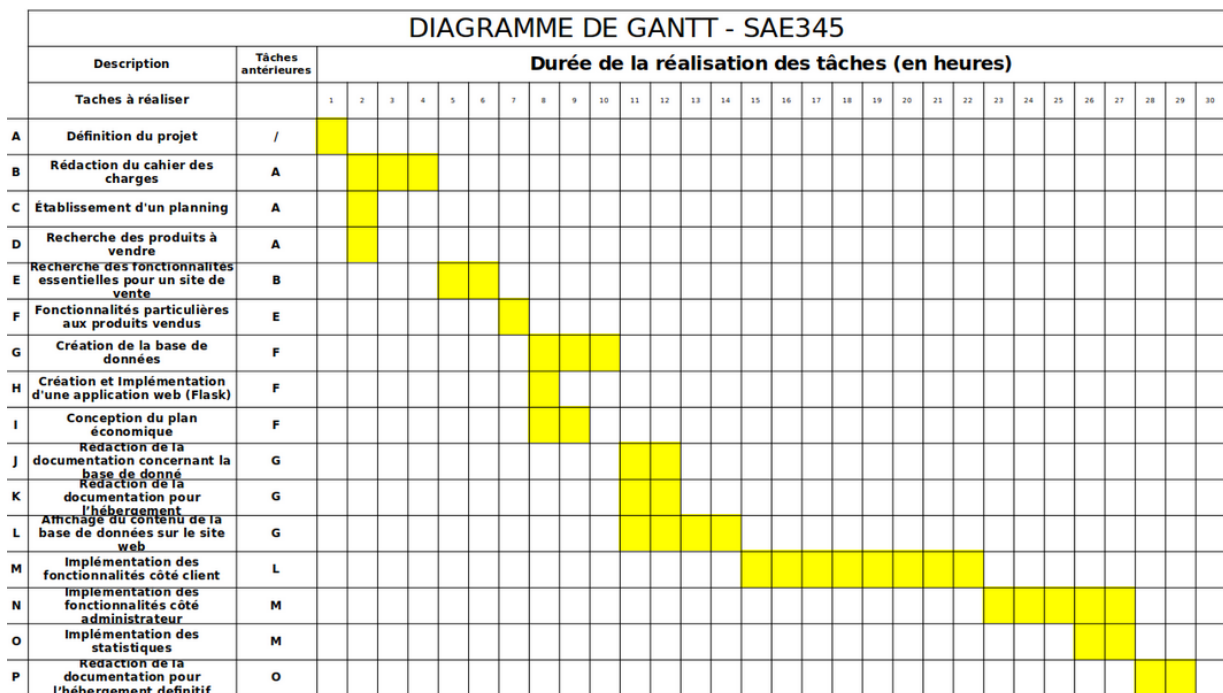 DIAGRAMME DE GANTT - SAE345
Description
Tâches
antérieures
Durée de la réalisation des tâches (en heures)
Taches à réaliser
1 2 3 4 5 6 7 8 9 10 11 12 13 14 15 16 17 18 19 20 21 22 23 24 25 26 27 28 29 30
A
Définition du projet
/
B
Rédaction du cahier des
charges
A
C
Établissement d'un planning
A
D
Recherche des produits à
vendre
A
E
Recherche des fonctionnalités
essentielles pour un site de
vente
B
F
Fonctionnalités particulières
aux produits vendus
E
G
Création de la base de
données
F
H
Création et Implémentation
d'une application web (Flask)
F
I
Conception du plan
économique
F
J
Rédaction de la
documentation concernant la
base de donné
G
K
Rédaction de la
documentation pour
l’hébergement
G
L
Affichage du contenu de la
base de données sur le site
web
G
M
Implémentation des
fonctionnalités côté client
L
N
Implémentation des
fonctionnalités côté
administrateur
M
O
Implémentation des
statistiques
M
P
Rédaction de la
documentation pour
l’hébergement definitif
O